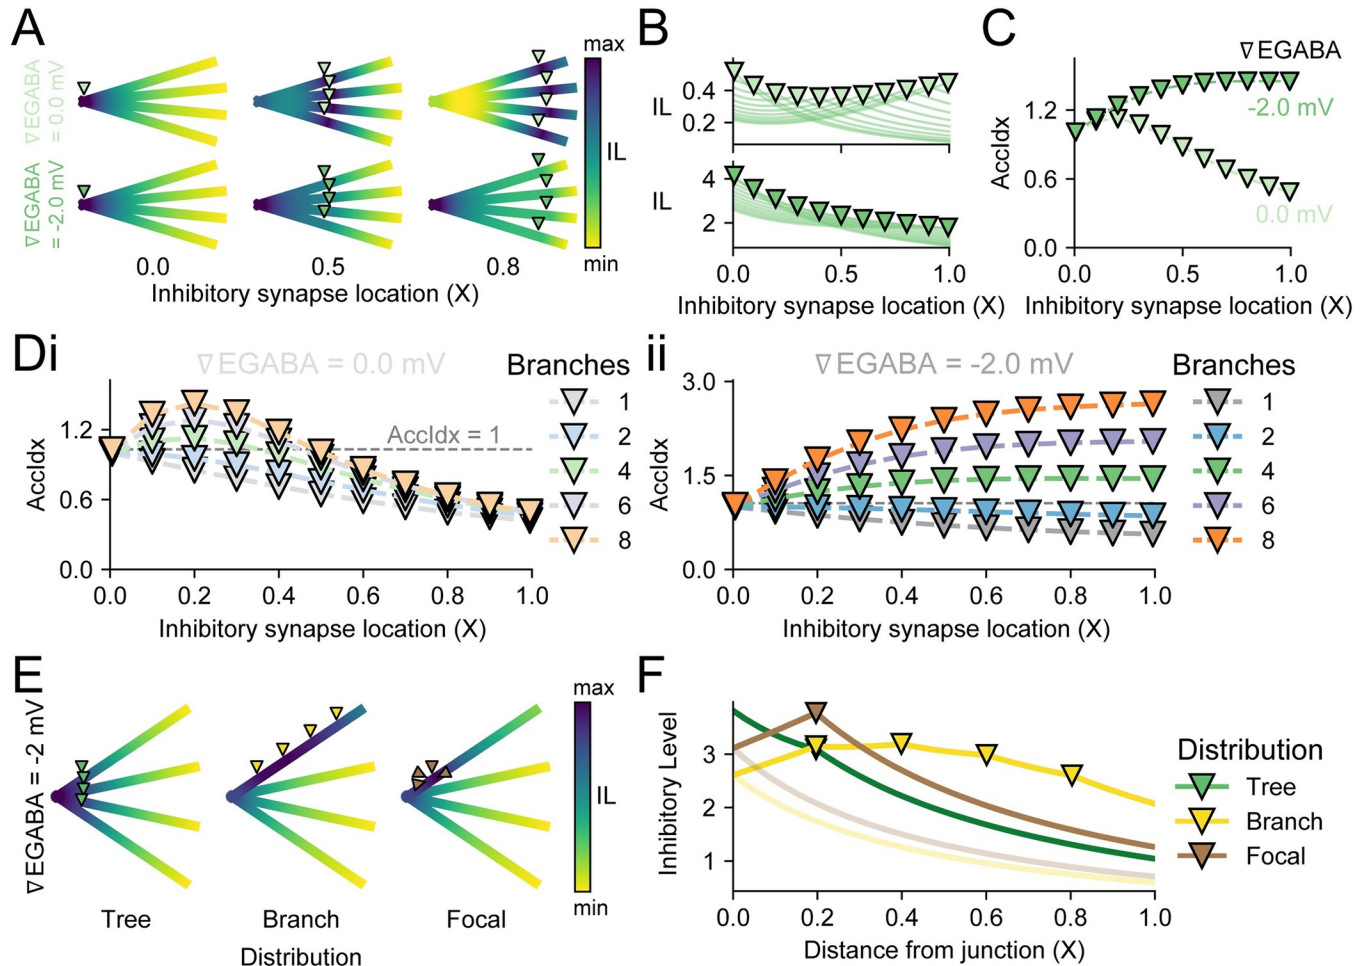 A
∇EGABA
= 0.0 mV
∇EGABA
= -2.0 mV
max
IL
min
0.0
0.5
0.8
Inhibitory synapse location (X)
B
IL
0.4
0.2
IL
4
2
0.0
0.5
1.0
Inhibitory synapse location (X)
C
∇EGABA
AccIdx
1.2
0.6
0.0
-2.0 mV
0.0 mV
0.0
0.5
1.0
Inhibitory synapse location (X)
Di
∇EGABA = 0.0 mV
AccIdx
1.2
0.6
0.0
AccIdx = 1
0.0
0.2
0.4
0.6
0.8
1.0
Inhibitory synapse location (X)
Branches
1
2
4
6
8
ii
∇EGABA = -2.0 mV
AccIdx
3.0
1.5
0.0
0.0
0.2
0.4
0.6
0.8
1.0
Inhibitory synapse location (X)
Branches
1
2
4
6
8
E
∇EGABA = -2 mV
max
IL
min
Tree
Branch
Focal
Distribution
F
Inhibitory Level
3
2
1
0.0
0.2
0.4
0.6
0.8
1.0
Distance from junction (X)
Distribution
Tree
Branch
Focal